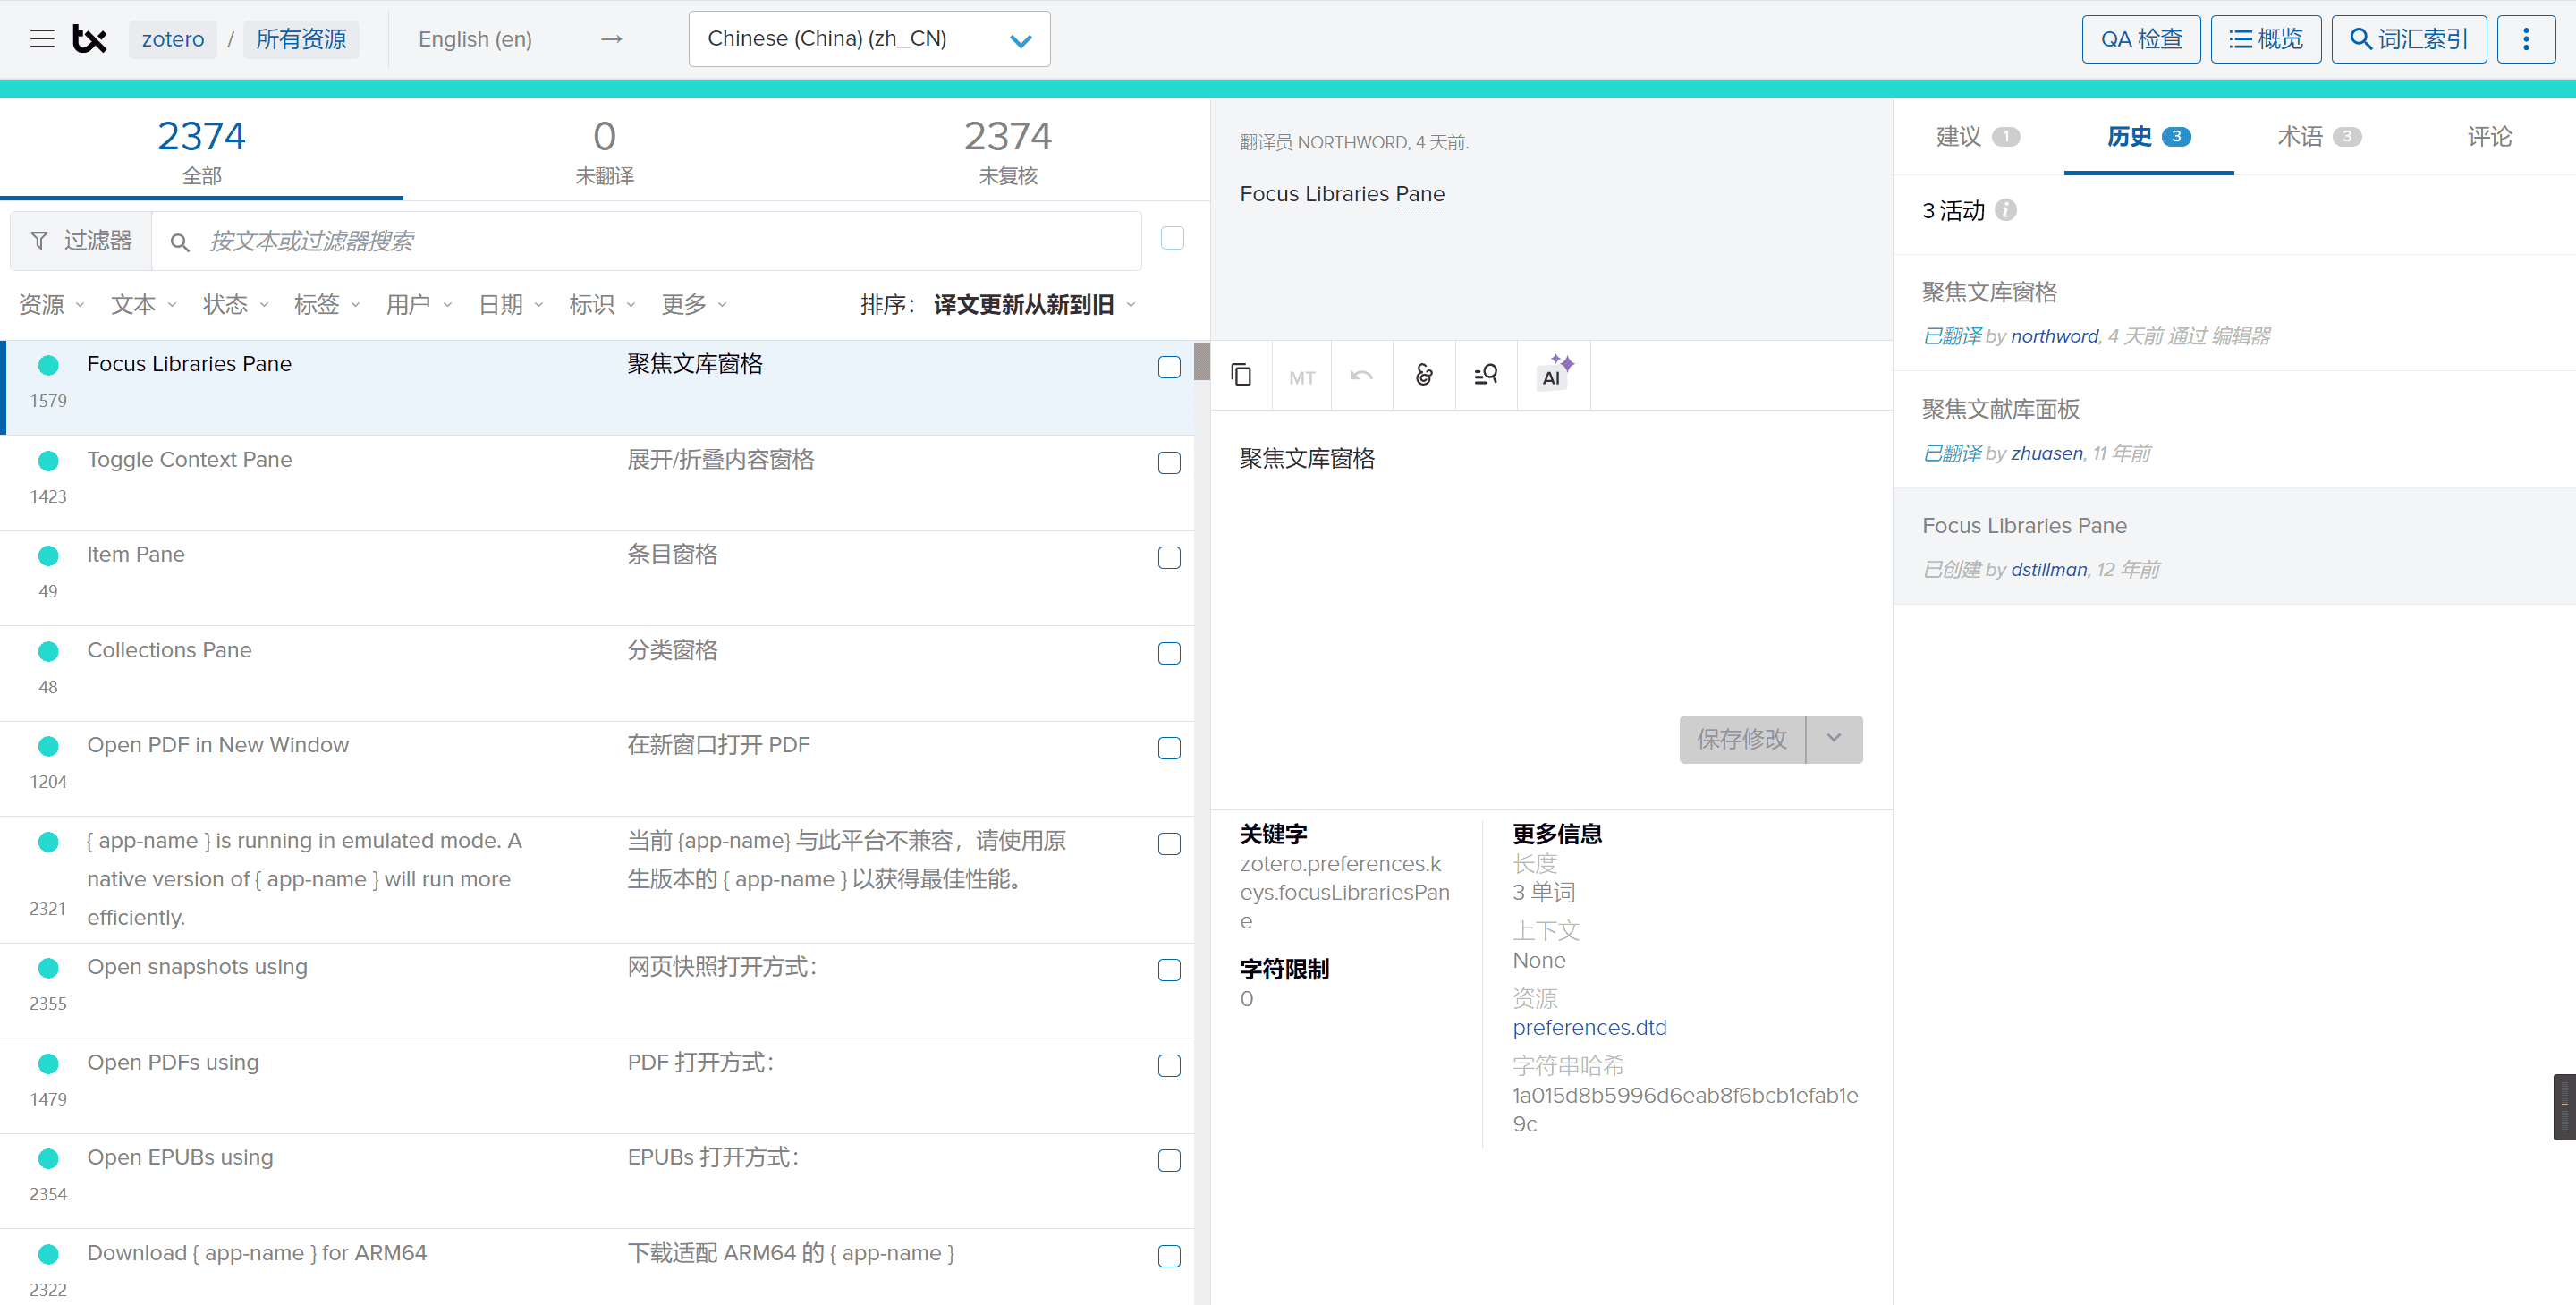 tx
zotero / 所有资源
English (en) → Chinese (China) (zh_CN)
QA 检查
概览
词汇索引
2374
全部
0
未翻译
2374
未复核
过滤器
按文本或过滤器搜索
资源 文本 状态 标签 用户 日期 标识 更多
排序： 译文更新从新到旧
Focus Libraries Pane 聚焦文库窗格
1579
Toggle Context Pane 展开/折叠内容窗格
1423
Item Pane 条目窗格
49
Collections Pane 分类窗格
48
Open PDF in New Window 在新窗口打开 PDF
1204
{ app-name } is running in emulated mode. A
native version of { app-name } will run more
efficiently.
当前 {app-name} 与此平台不兼容，请使用原
生版本的 { app-name } 以获得最佳性能。
2321
Open snapshots using 网页快照打开方式：
2355
Open PDFs using PDF 打开方式：
1479
Open EPUBs using EPUBs 打开方式：
2354
Download { app-name } for ARM64 下载适配 ARM64 的 { app-name }
2322
翻译员 NORTHWORD, 4 天前.
Focus Libraries Pane
MT
AI
聚焦文库窗格
保存修改
关键字
zotero.preferences.k
eys.focusLibrariesPan
e
字符限制
0
更多信息
长度
3 单词
上下文
None
资源
preferences.dtd
字符串哈希
1a015d8b5996d6eab8f6bcb1efab1e
9c
建议 1
历史 3
术语 3
评论
3 活动
聚焦文库窗格
已翻译 by northword, 4 天前 通过 编辑器
聚焦文献库面板
已翻译 by zhuasen, 11 年前
Focus Libraries Pane
已创建 by dstillman, 12 年前